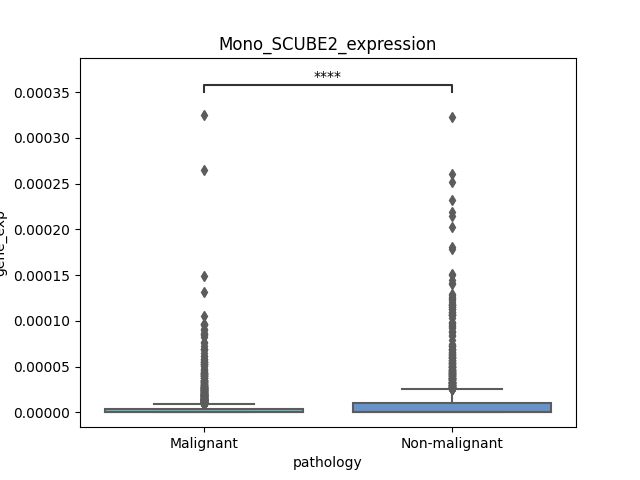 Mono_SCUBE2_expression
****
0.00035
0.00030
0.00025
0.00020
0.00015
0.00010
0.00005
0.00000
gene_exp
Malignant
Non-malignant
pathology